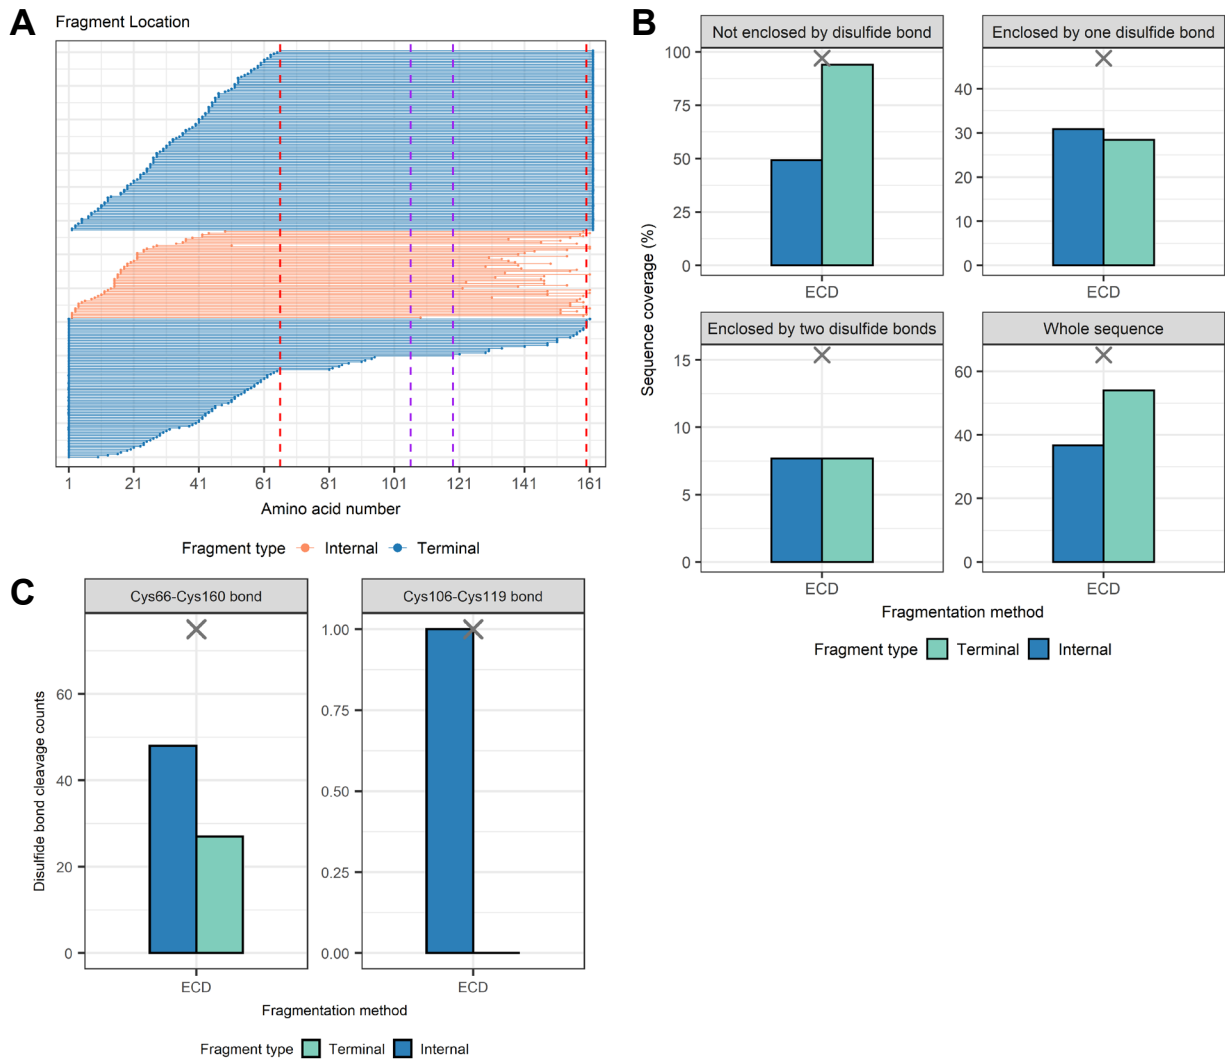 A
Fragment Location
1 21 41 61 81 101 121 141 161
Amino acid number
Fragment type Internal Terminal
B
Not enclosed by disulfide bond
Enclosed by one disulfide bond
100
75
50
25
0
40
30
20
10
0
ECD
ECD
Enclosed by two disulfide bonds
Whole sequence
15
10
5
0
60
40
20
0
ECD
ECD
Sequence coverage (%)
Fragmentation method
Fragment type Terminal Internal
C
Cys66-Cys160 bond
Cys106-Cys119 bond
60
40
20
0
1.00
0.75
0.50
0.25
0.00
ECD
ECD
Disulfide bond cleavage counts
Fragmentation method
Fragment type Terminal Internal